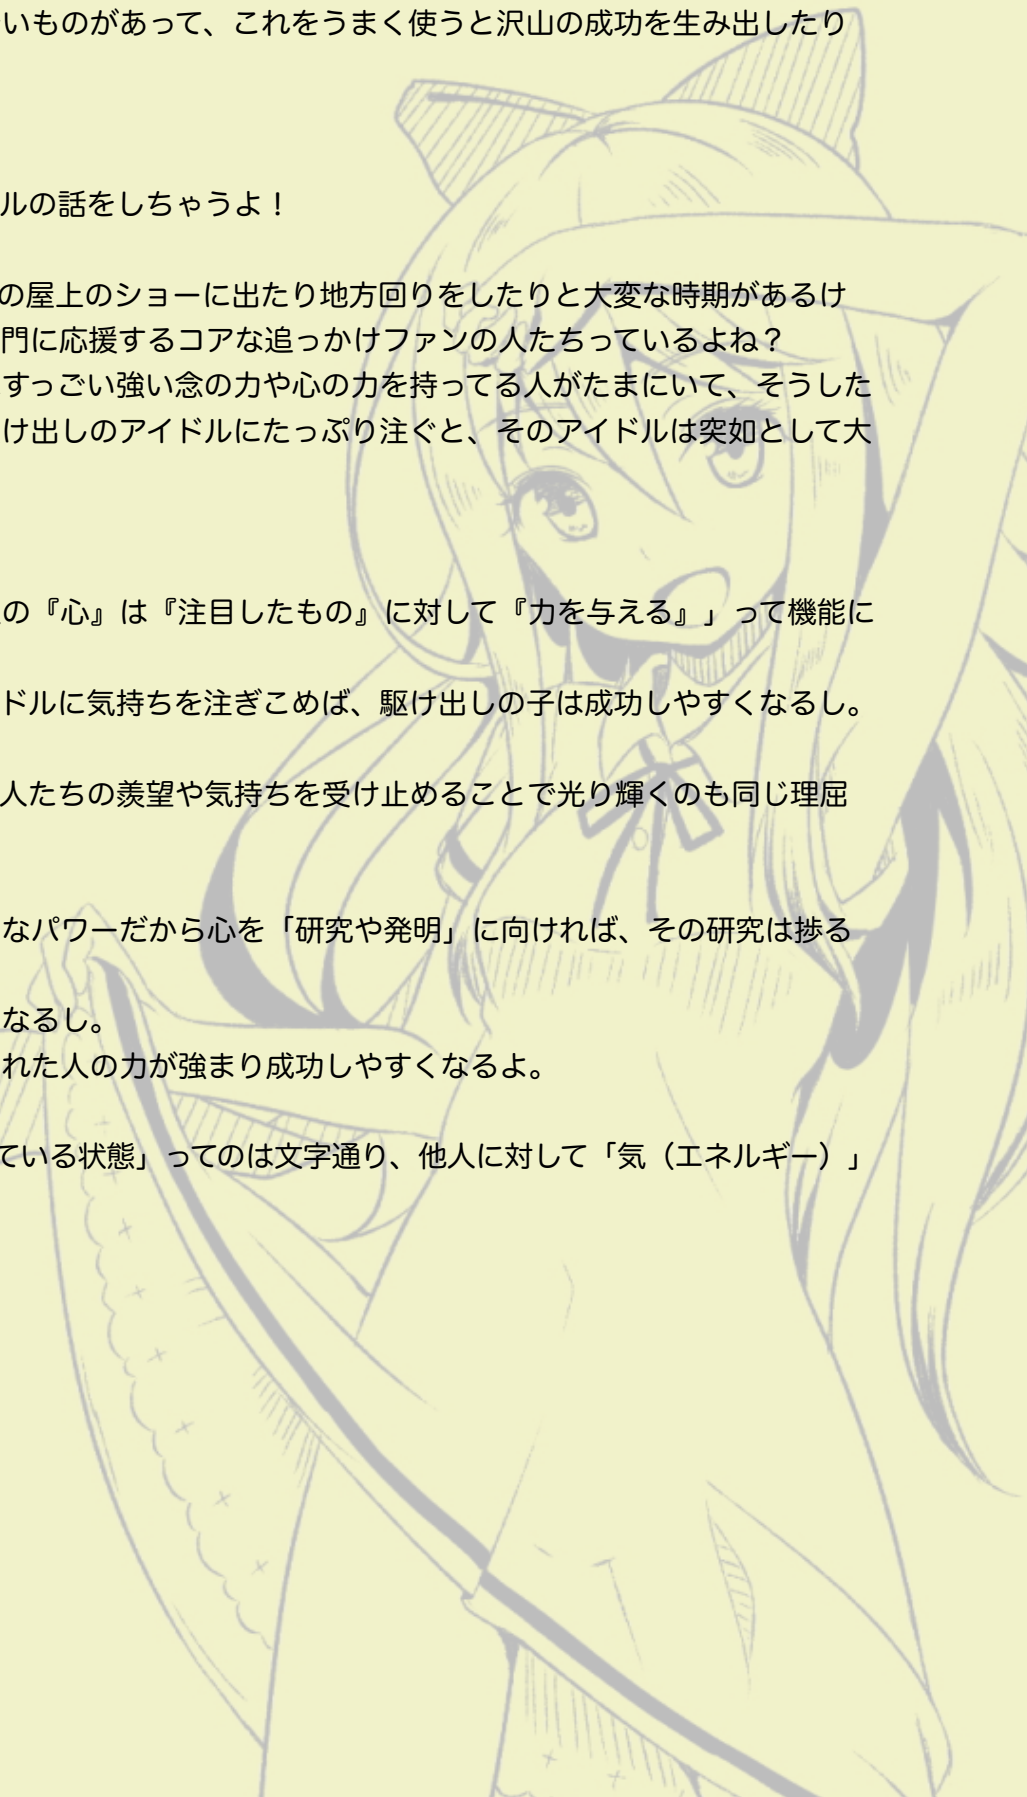 いものがあって、これをうまく使うと沢山の成功を生み出したり
ルの話をしちゃうよ！
の屋上のショーに出たり地方回りをしたりと大変な時期があるけ
門に応援するコアな追っかけファンの人たちっているよね？
すっごい強い念の力や心の力を持ってる人がたまにいて、そうした
け出しのアイドルにたっぷり注ぐと、そのアイドルは突如として大
の『心』は『注目したもの』に対して『力を与える』」って機能に
ドルに気持ちを注ぎこめば、駆け出しの子は成功しやすくなるし。
人たちの羨望や気持ちを受け止めることで光り輝くのも同じ理屈
なパワーだから心を「研究や発明」に向ければ、その研究は捗る
なるし。
れた人の力が強まり成功しやすくなるよ。
ている状態」ってのは文字通り、他人に対して「気（エネルギー）」